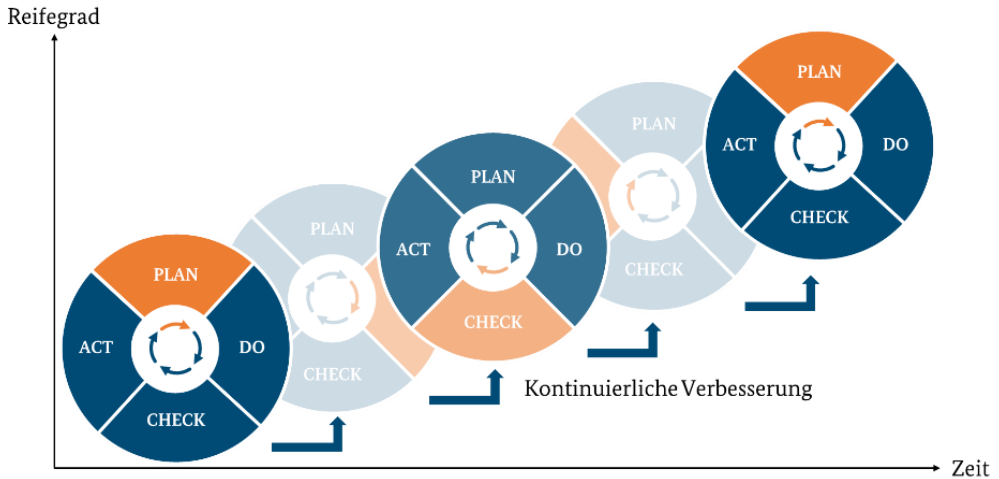 Reifegrad
PLAN
ACT
DO
CHECK
PLAN
CHECK
PLAN
ACT
DO
CHECK
PLAN
CHECK
PLAN
ACT
DO
CHECK
Kontinuierliche Verbesserung
Zeit